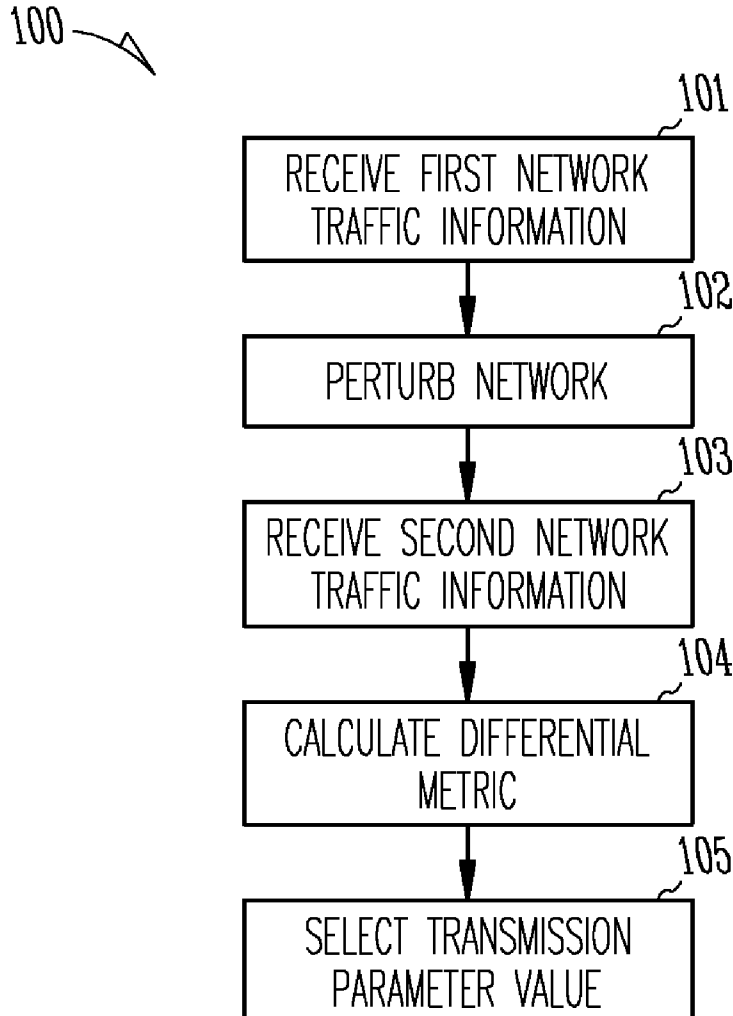 100
101
RECEIVE FIRST NETWORK
TRAFFIC INFORMATION
102
PERTURB NETWORK
103
RECEIVE SECOND NETWORK
TRAFFIC INFORMATION
104
CALCULATE DIFFERENTIAL
METRIC
105
SELECT TRANSMISSION
PARAMETER VALUE